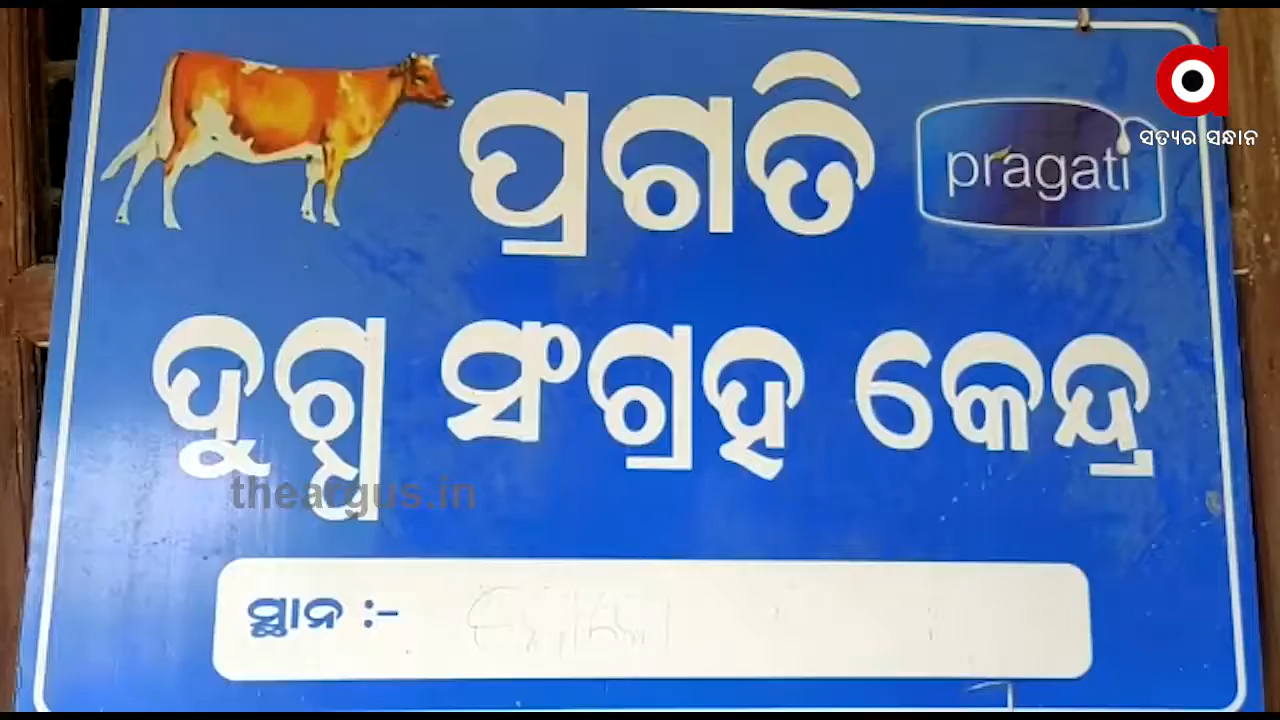 ପ୍ରଗତି
pragati
ସତ୍ୟର ସନ୍ଧାନ
ଦୁଗ୍ଧ ସଂଗ୍ରହ କେନ୍ଦ୍ର
theargus.in
ସ୍ଥାନ :-